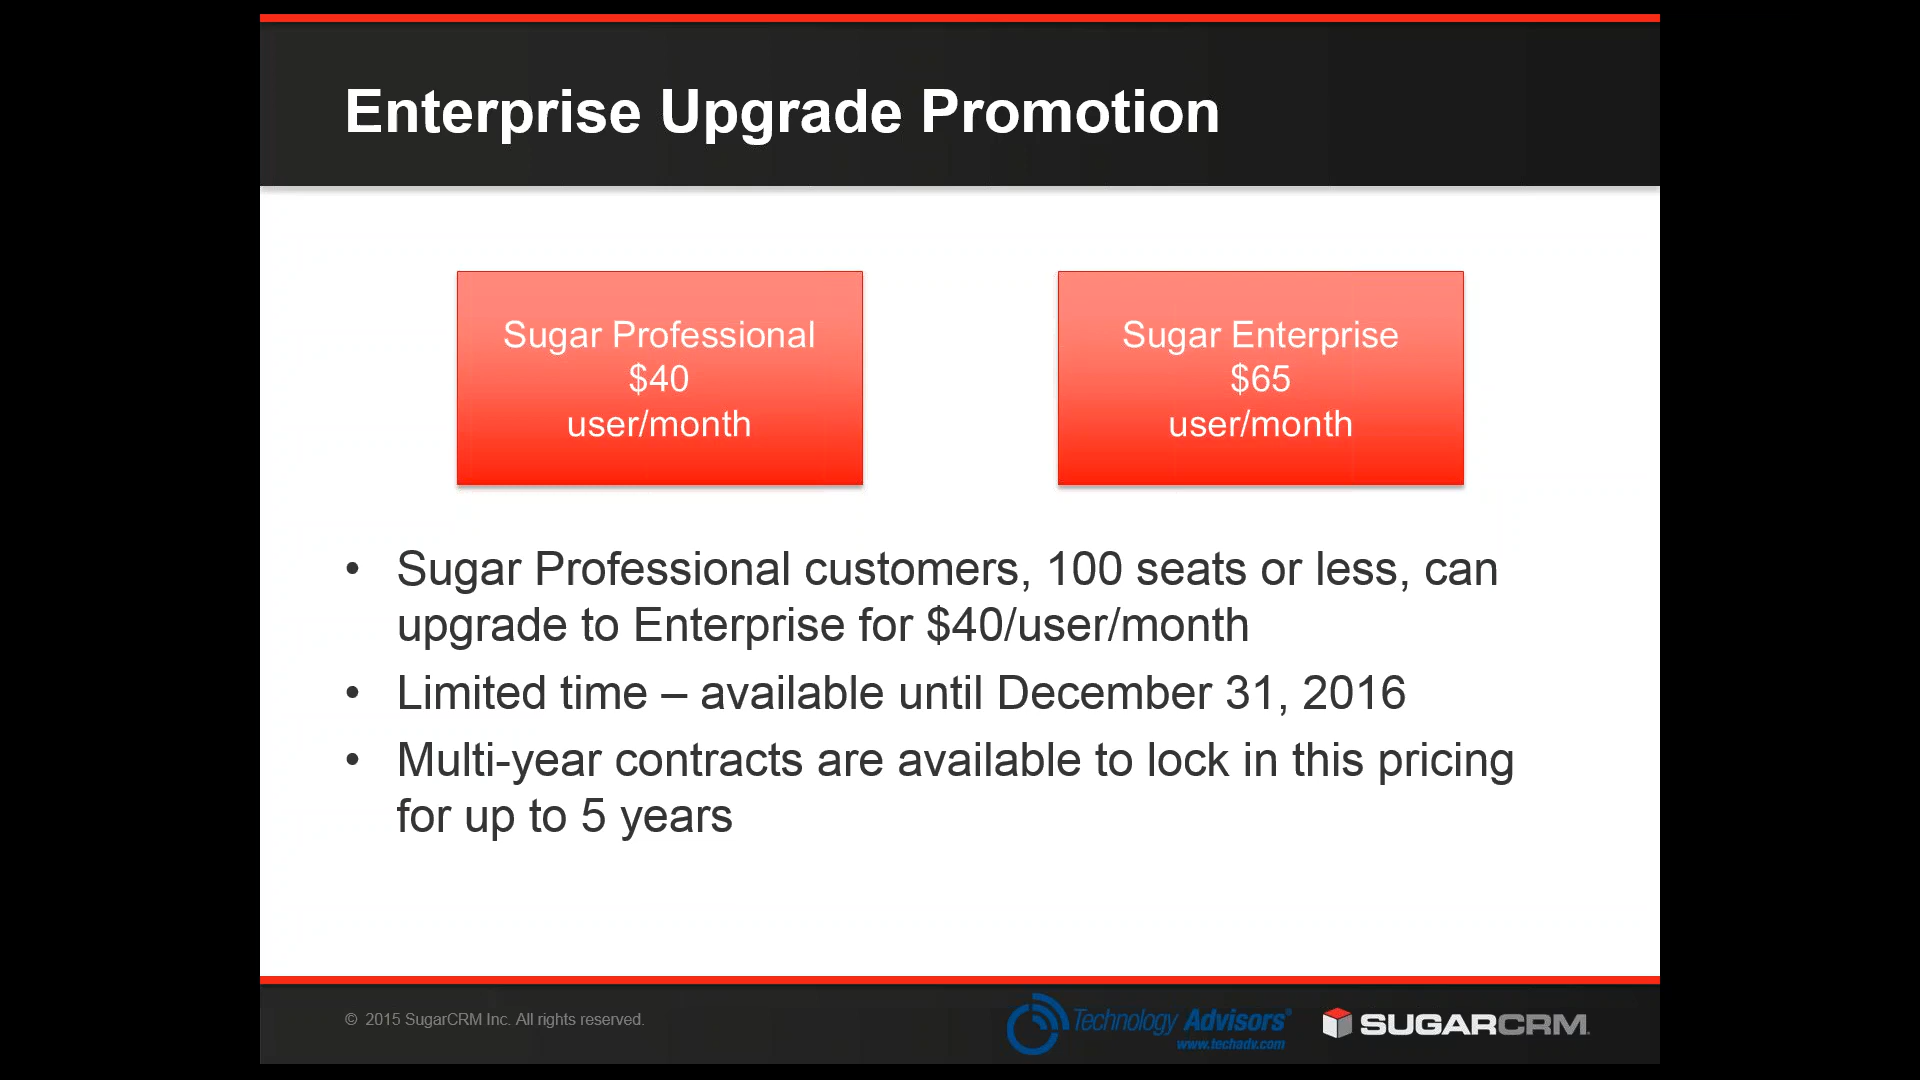 Enterprise Upgrade Promotion
Sugar Professional
$40
user/month
Sugar Enterprise
$65
user/month
• Sugar Professional customers, 100 seats or less, can
upgrade to Enterprise for $40/user/month
• Limited time – available until December 31, 2016
• Multi-year contracts are available to lock in this pricing
for up to 5 years
© 2015 SugarCRM Inc. All rights reserved.
Technology Advisors®
www.techadv.com
SUGARCRM